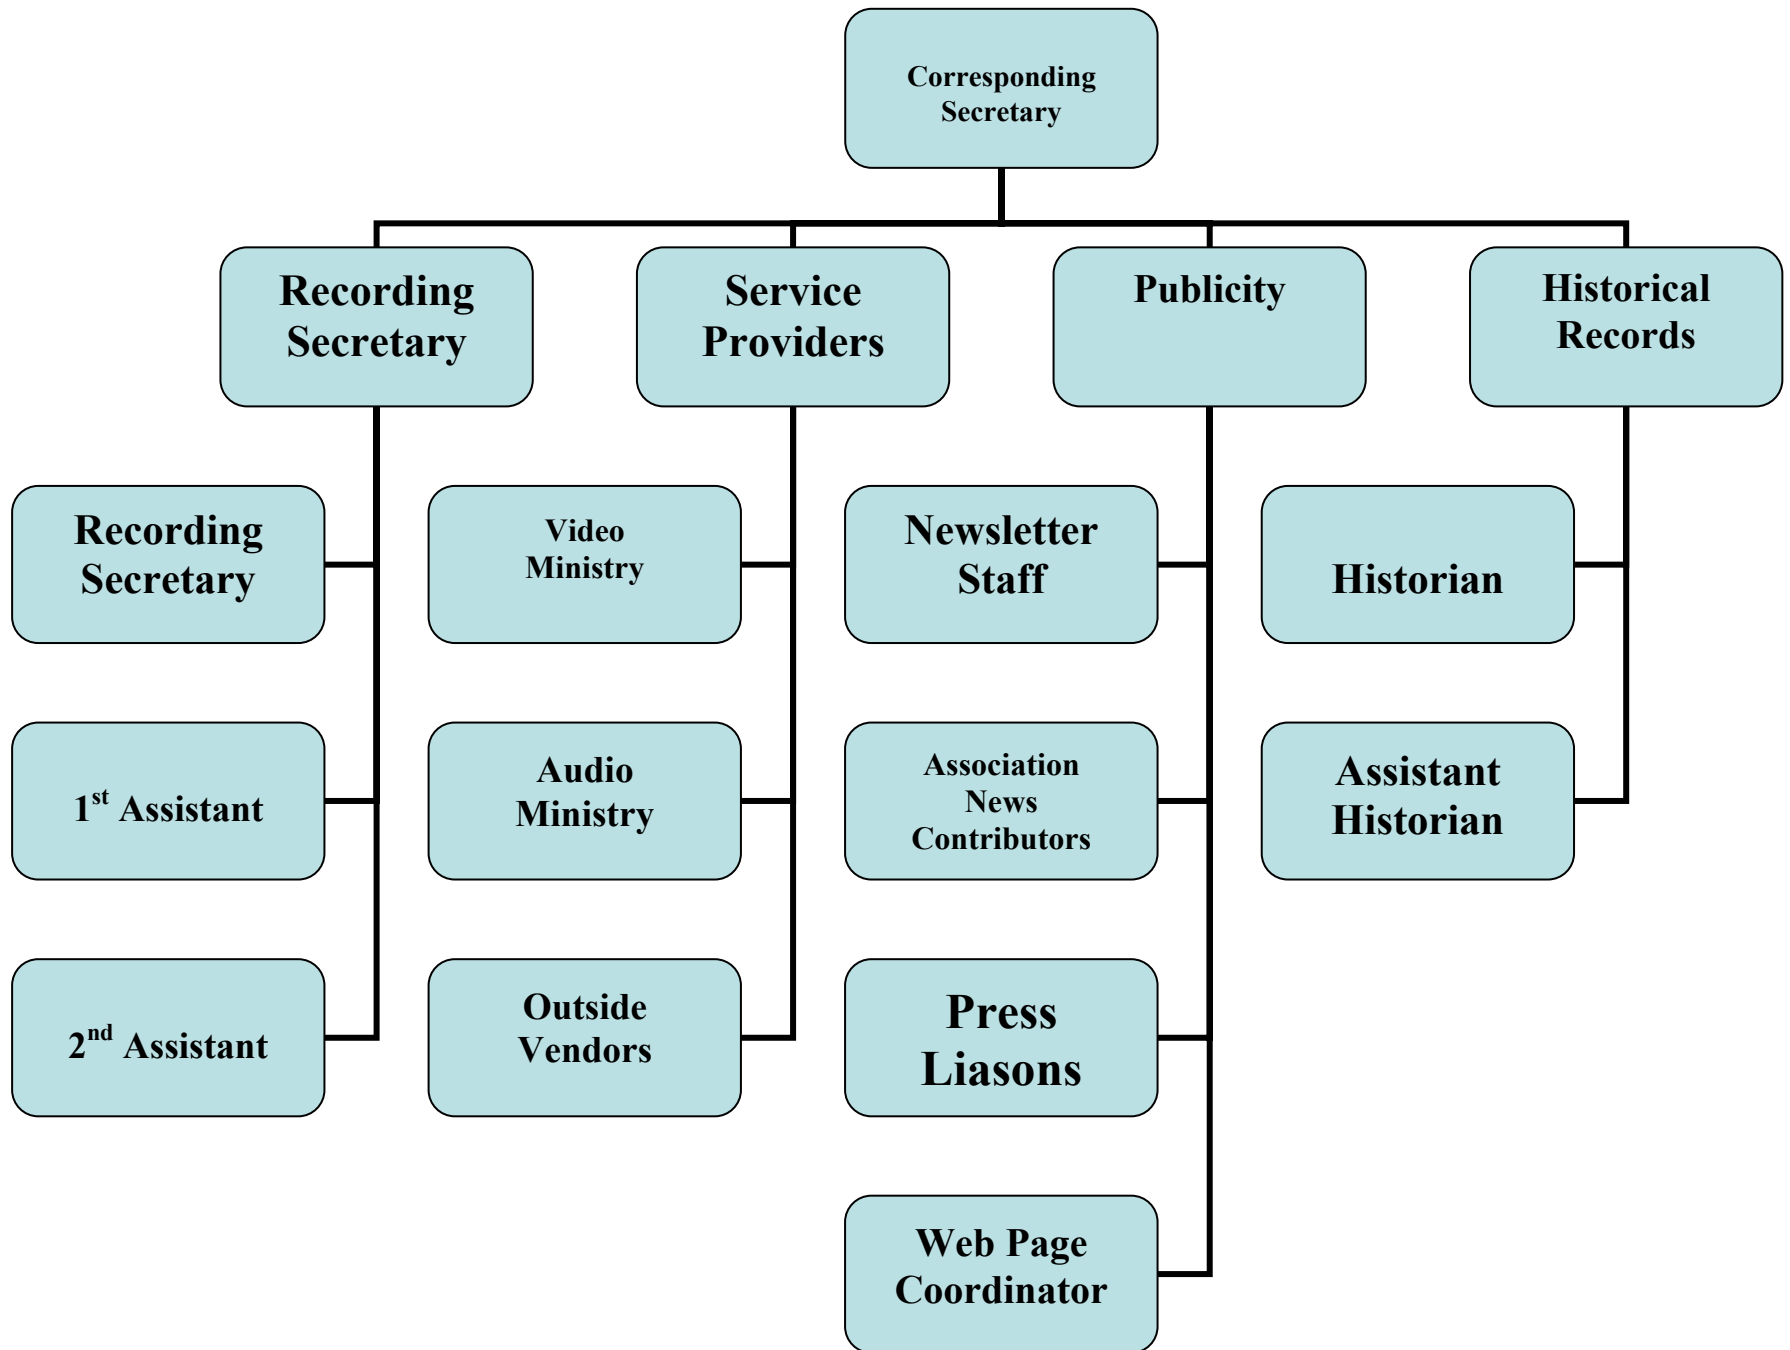 Corresponding
Secretary
Recording
Secretary
Service
Providers
Publicity
Historical
Records
Recording
Secretary
Video
Ministry
Newsletter
Staff
Historian
1st Assistant
Audio
Ministry
Association
News
Contributors
Assistant
Historian
2nd Assistant
Outside
Vendors
Press
Liasons
Web Page
Coordinator